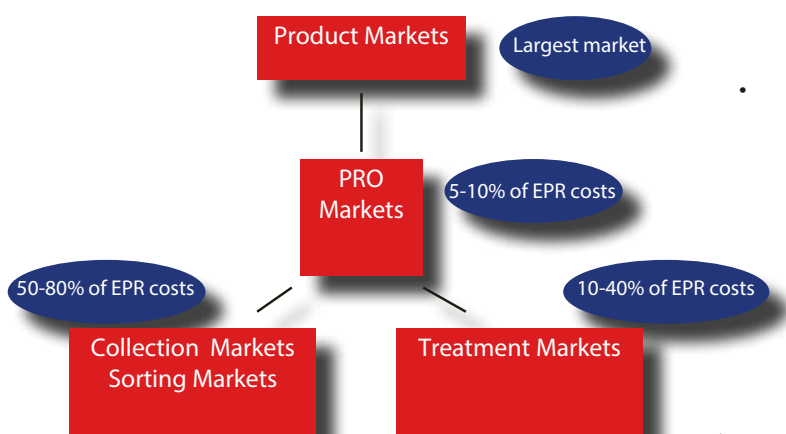 Product Markets
Largest market
PRO
Markets
5-10% of EPR costs
50-80% of EPR costs
10-40% of EPR costs
Collection Markets
Sorting Markets
Treatment Markets